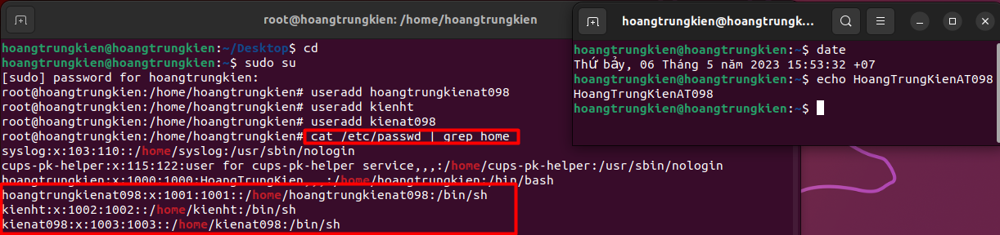 root@hoangtrungkien: /home/hoangtrungkien
hoangtrungkien@hoangtrungkien:~/Desktop$ cd
hoangtrungkien@hoangtrungkien:~$ sudo su
[sudo] password for hoangtrungkien:
root@hoangtrungkien:/home/hoangtrungkien# useradd hoangtrungkienat098
root@hoangtrungkien:/home/hoangtrungkien# useradd kienht
root@hoangtrungkien:/home/hoangtrungkien# useradd kienat098
root@hoangtrungkien:/home/hoangtrungkien# cat /etc/passwd | grep home
syslog:x:103:110::/home/syslog:/usr/sbin/nologin
cups-pk-helper:x:115:122:user for cups-pk-helper service,,,:/home/cups-pk-helper:/usr/sbin/nologin
hoangtrungkien:x:1000:1000:HoangTrungKien,,,:/home/hoangtrungkien:/bin/bash
hoangtrungkienat098:x:1001:1001::/home/hoangtrungkienat098:/bin/sh
kienht:x:1002:1002::/home/kienht:/bin/sh
kienat098:x:1003:1003::/home/kienat098:/bin/sh
hoangtrungkien@hoangtrungk...
hoangtrungkien@hoangtrungkien:~$ date
Thứ bảy, 06 Tháng 5 năm 2023 15:53:32 +07
hoangtrungkien@hoangtrungkien:~$ echo HoangTrungKienAT098
HoangTrungKienAT098
hoangtrungkien@hoangtrungkien:~$